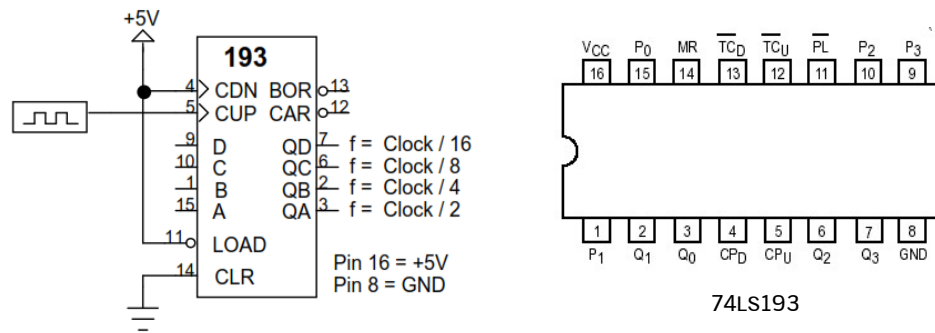 +5V
193
4 CDN BOR 13
5 CUP CAR 12
9 D QD 7 f = Clock / 16
10 C QC 6 f = Clock / 8
1 B QB 2 f = Clock / 4
15 A QA 3 f = Clock / 2
11 LOAD
14 CLR
Pin 16 = +5V
Pin 8 = GND
VCC P0 MR TCD TCU PL P2 P3
16 15 14 13 12 11 10 9
1 2 3 4 5 6 7 8
P1 Q1 Q0 CPD CPU Q2 Q3 GND
74LS193